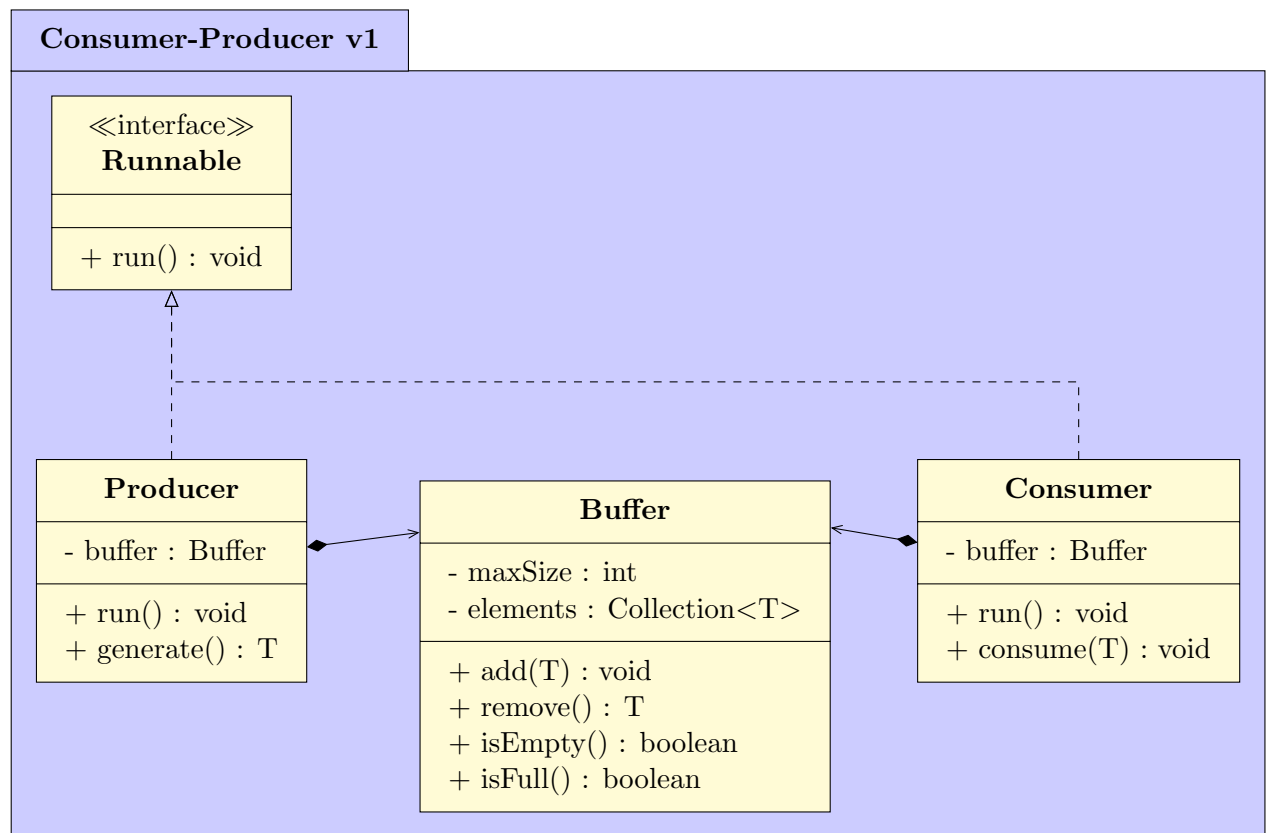 Consumer-Producer v1
≪interface≫
Runnable
+ run() : void
Producer
- buffer : Buffer
+ run() : void
+ generate() : T
Buffer
- maxSize : int
- elements : Collection<T>
+ add(T) : void
+ remove() : T
+ isEmpty() : boolean
+ isFull() : boolean
Consumer
- buffer : Buffer
+ run() : void
+ consume(T) : void